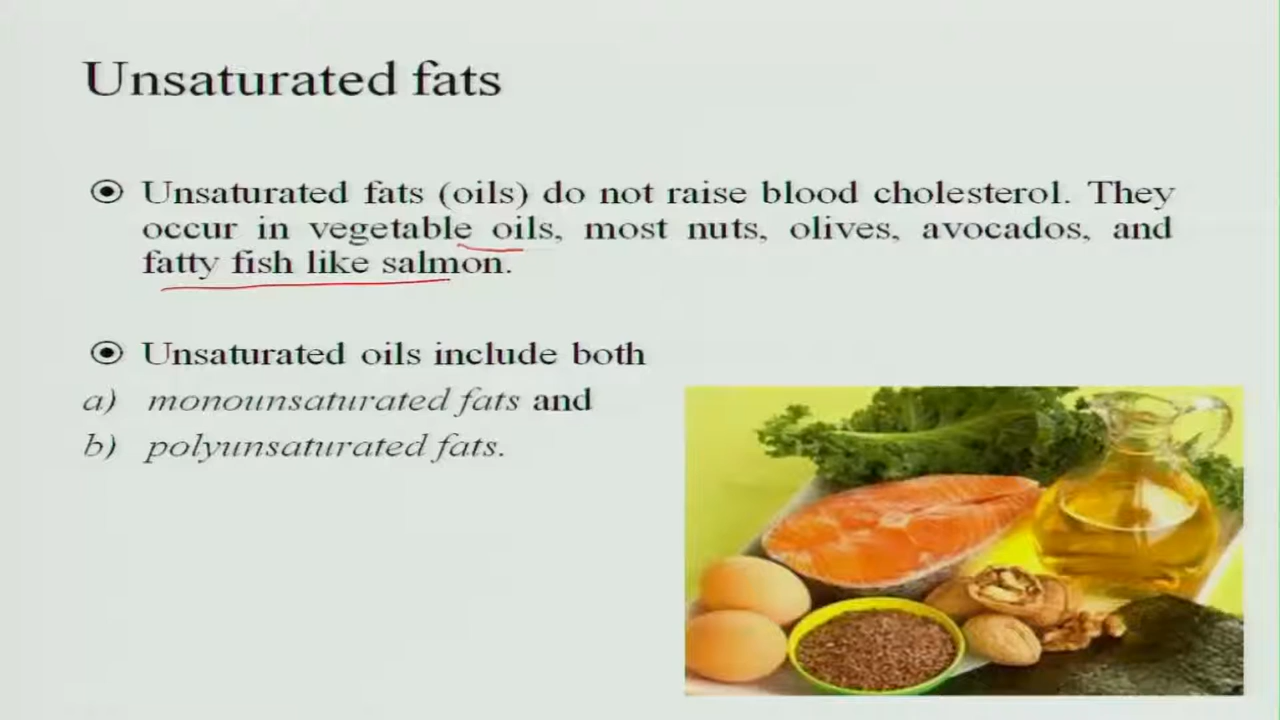 Unsaturated fats
Unsaturated fats (oils) do not raise blood cholesterol. They
occur in vegetable oils, most nuts, olives, avocados, and
fatty fish like salmon.
Unsaturated oils include both
a) monounsaturated fats and
b) polyunsaturated fats.